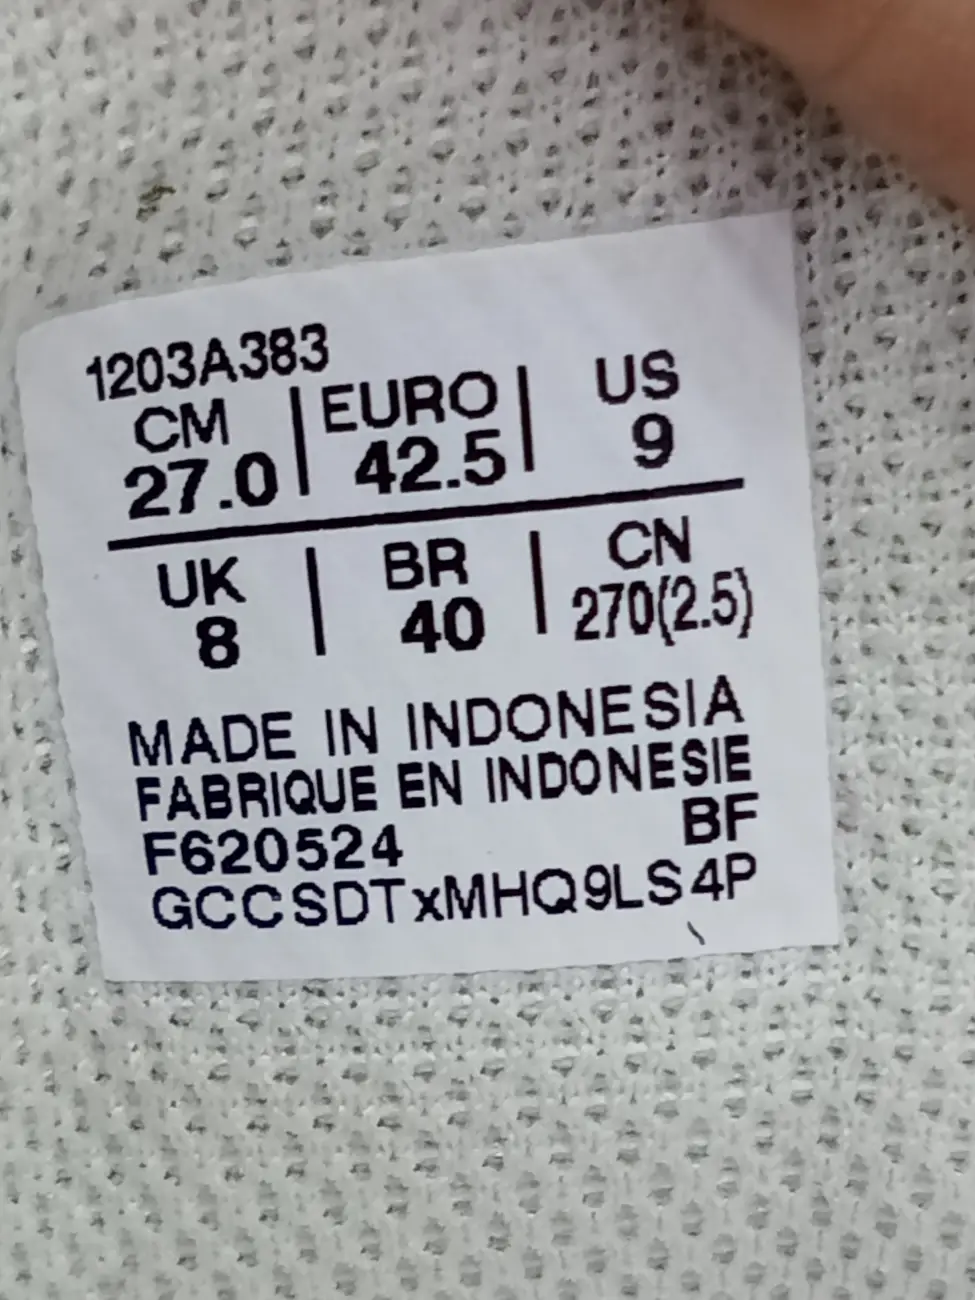 1203A383
CM | EURO | US
27.0 | 42.5 | 9
UK | BR | CN
8 | 40 | 270(2.5)
MADE IN INDONESIA
FABRIQUE EN INDONESIE
F620524 BF
GCCSDTxMHQ9LS4P